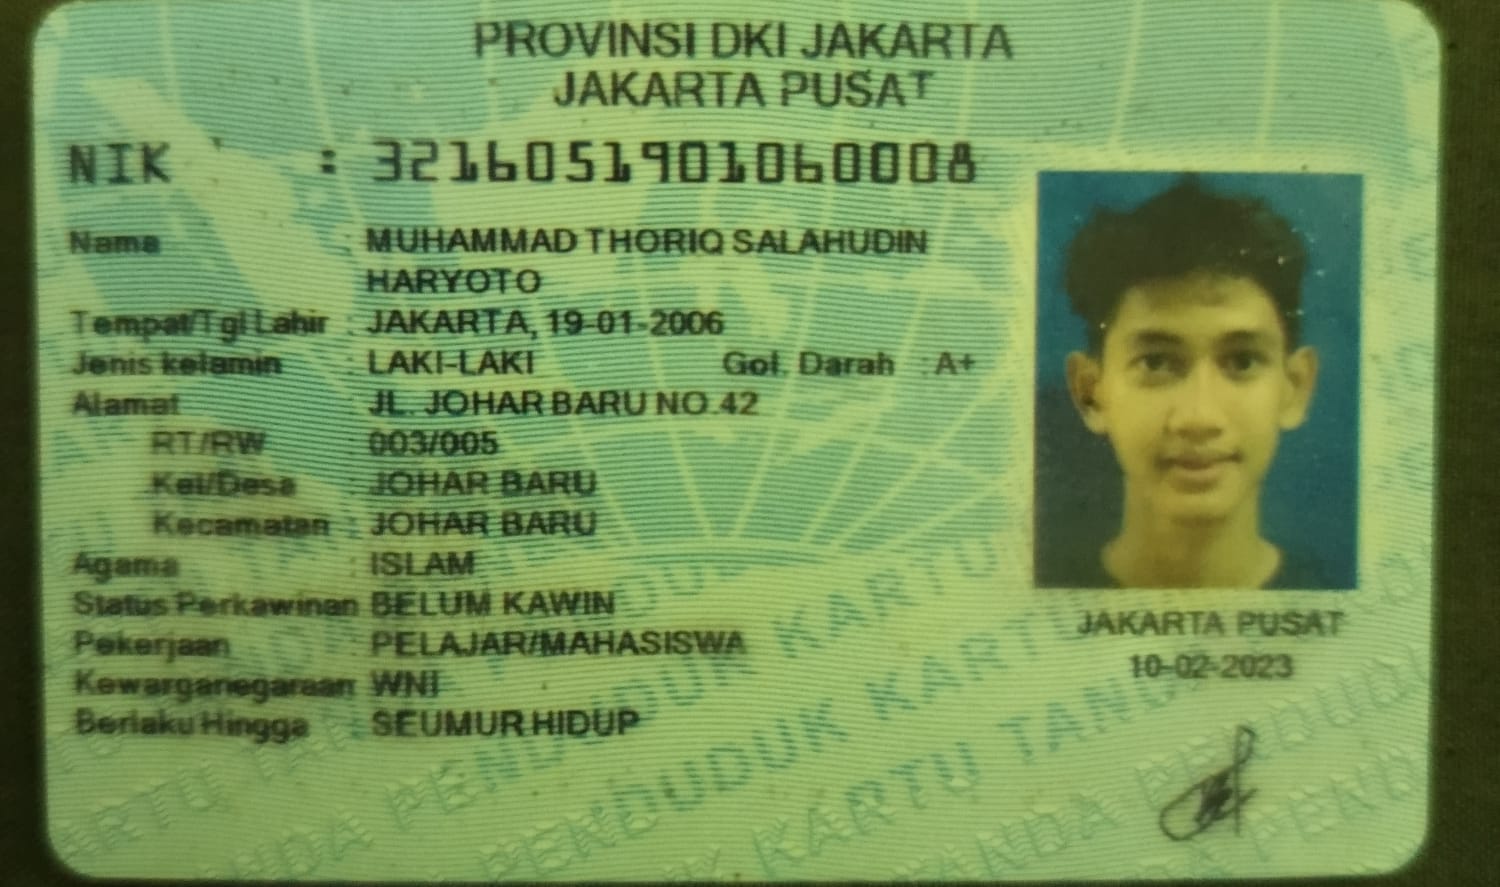 PROVINSI DKI JAKARTA
JAKARTA PUSAT
NIK : 3216051901060008
Nama : MUHAMMAD THORIQ SALAHUDIN
HARYOTO
Tempat/Tgl Lahir : JAKARTA, 19-01-2006
Jenis kelamin : LAKI-LAKI Gol. Darah : A+
Alamat : JL. JOHAR BARU NO.42
RT/RW : 003/005
Kel/Desa : JOHAR BARU
Kecamatan : JOHAR BARU
Agama : ISLAM
Status Perkawinan BELUM KAWIN
Pekerjaan : PELAJAR/MAHASISWA
Kewarganegaraan WNI
Berlaku Hingga : SEUMUR HIDUP
JAKARTA PUSAT
10-02-2023